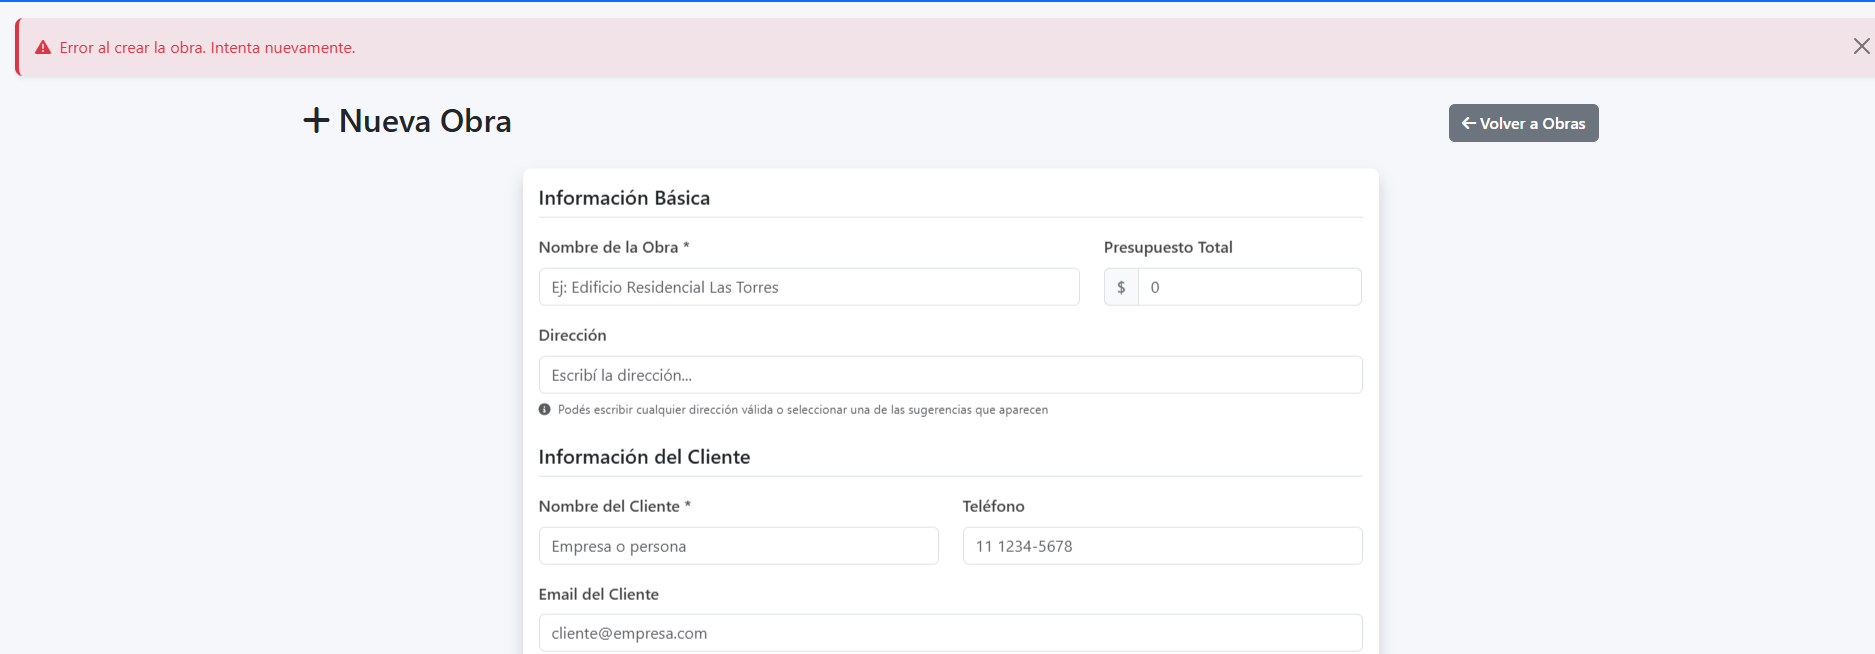 Error al crear la obra. Intenta nuevamente.
Nueva Obra
Volver a Obras
Información Básica
Nombre de la Obra *
Presupuesto Total
Ej: Edificio Residencial Las Torres
$ 0
Dirección
Escribí la dirección...
Podés escribir cualquier dirección válida o seleccionar una de las sugerencias que aparecen
Información del Cliente
Nombre del Cliente *
Teléfono
Empresa o persona
11 1234-5678
Email del Cliente
cliente@empresa.com